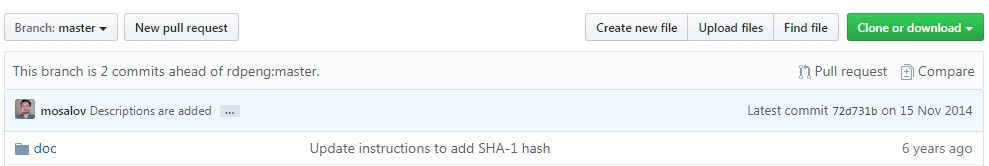 Branch: master New pull request Create new file Upload files Find file Clone or download
This branch is 2 commits ahead of rdpeng:master. Pull request Compare
mosalov Descriptions are added ... Latest commit 72d731b on 15 Nov 2014
doc Update instructions to add SHA-1 hash 6 years ago